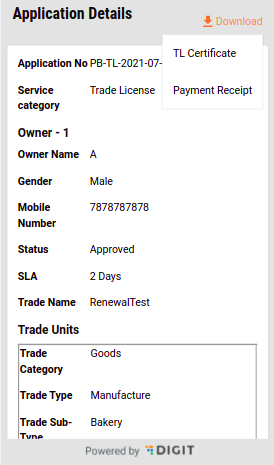 Application Details
Download
TL Certificate
Payment Receipt
Application No PB-TL-2021-07-
Service category Trade License
Owner - 1
Owner Name A
Gender Male
Mobile Number 7878787878
Status Approved
SLA 2 Days
Trade Name RenewalTest
Trade Units
Trade Category Goods
Trade Type Manufacture
Trade Sub-Type Bakery
Powered by DIGIT